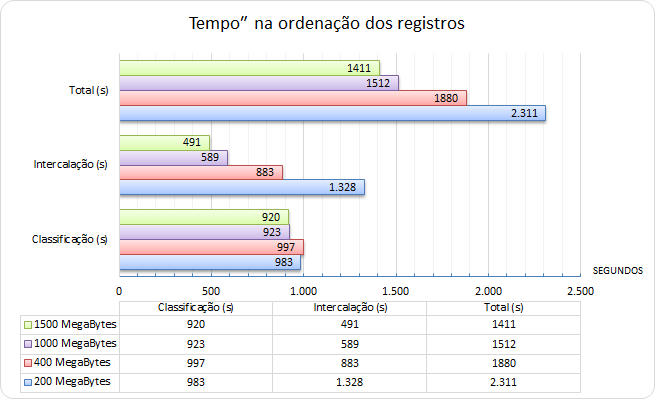 Tempo” na ordenação dos registros
Total (s)
1411
1512
1880
2.311
Intercalação (s)
491
589
883
1.328
Classificação (s)
920
923
997
983
SEGUNDOS
0 500 1.000 1.500 2.000 2.500
Classificação (s) Intercalação (s) Total (s)
1500 MegaBytes 920 491 1411
1000 MegaBytes 923 589 1512
400 MegaBytes 997 883 1880
200 MegaBytes 983 1.328 2.311